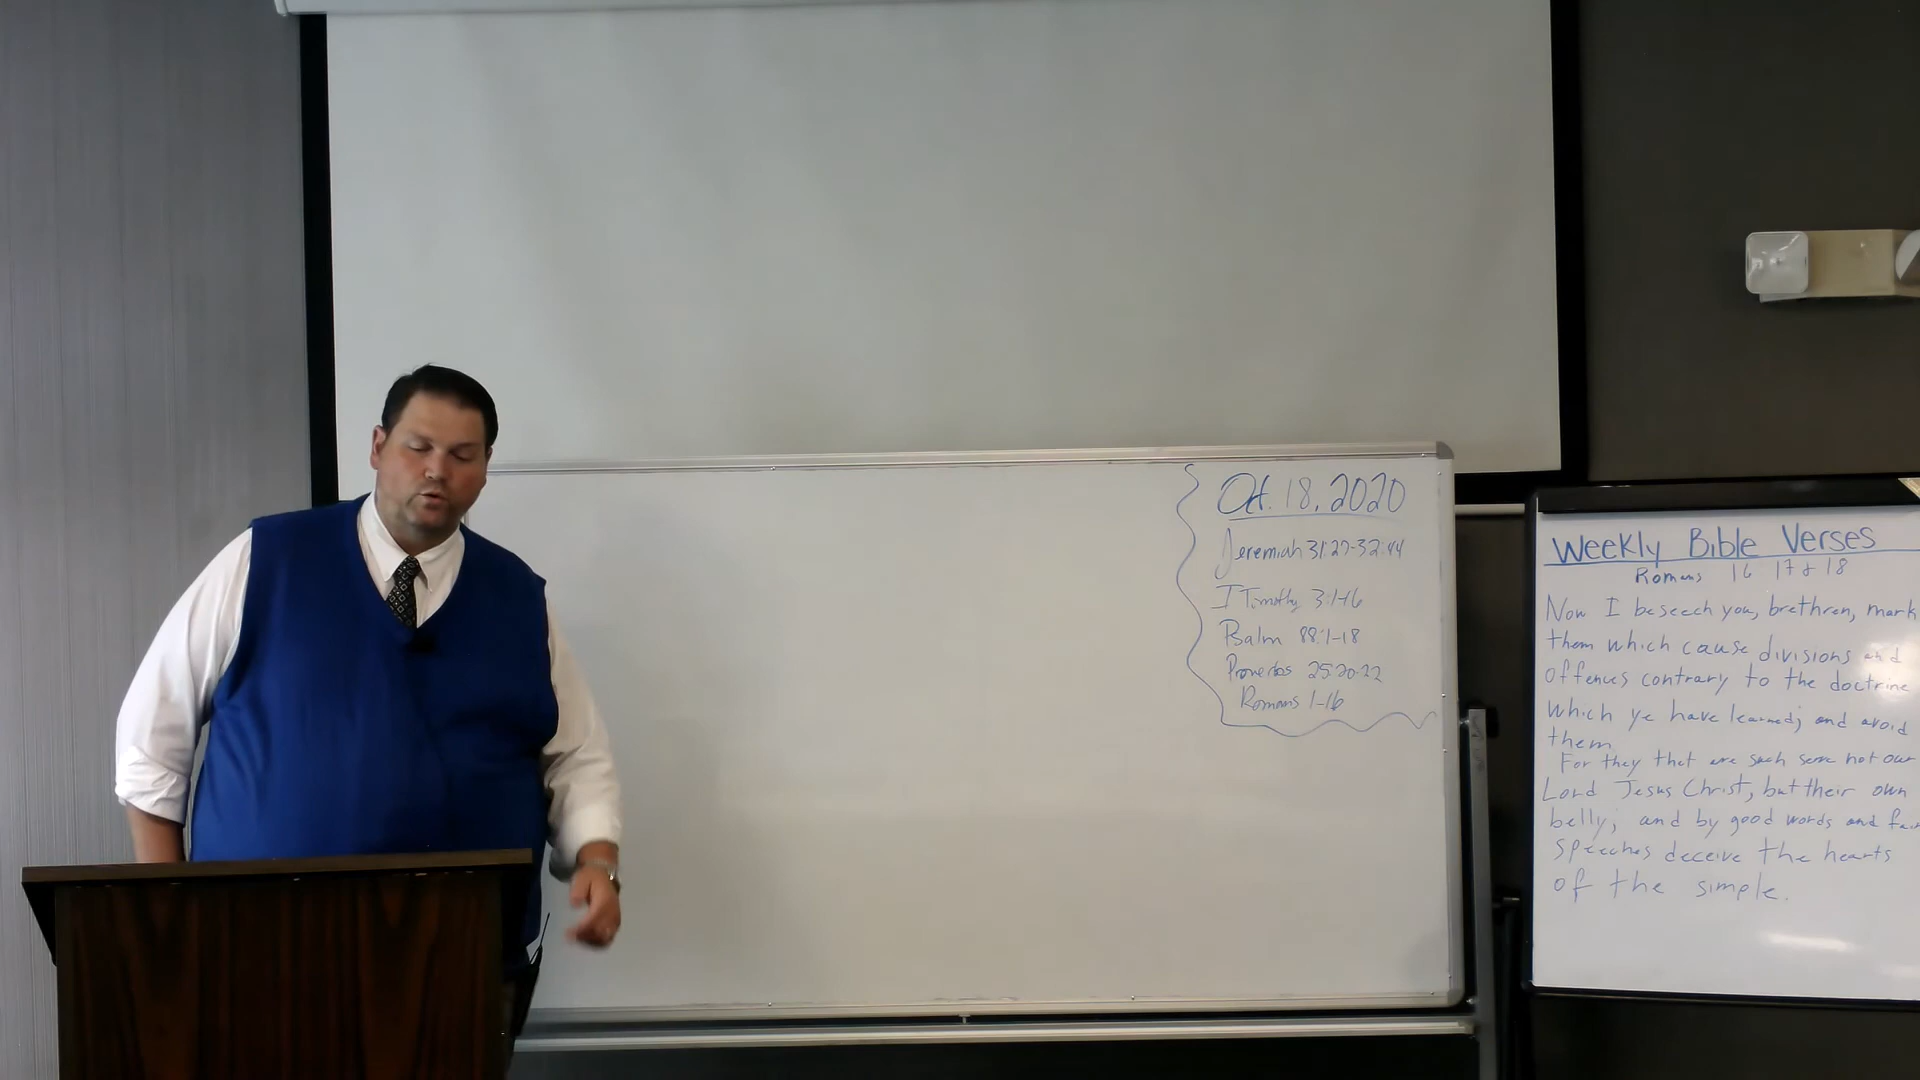 Oct. 18, 2020
Jeremiah 31:27-32:44
I Timothy 3:1-16
Psalm 88:1-18
Proverbs 25:20-22
Romans 1-16
Weekly Bible Verses
Romans 16 17 & 18
Now I beseech you, brethren, mark
them which cause divisions and
offences contrary to the doctrine
which ye have learned; and avoid
them
For they that are such serve not our
Lord Jesus Christ, but their own
belly; and by good words and fair
speeches deceive the hearts
of the simple.